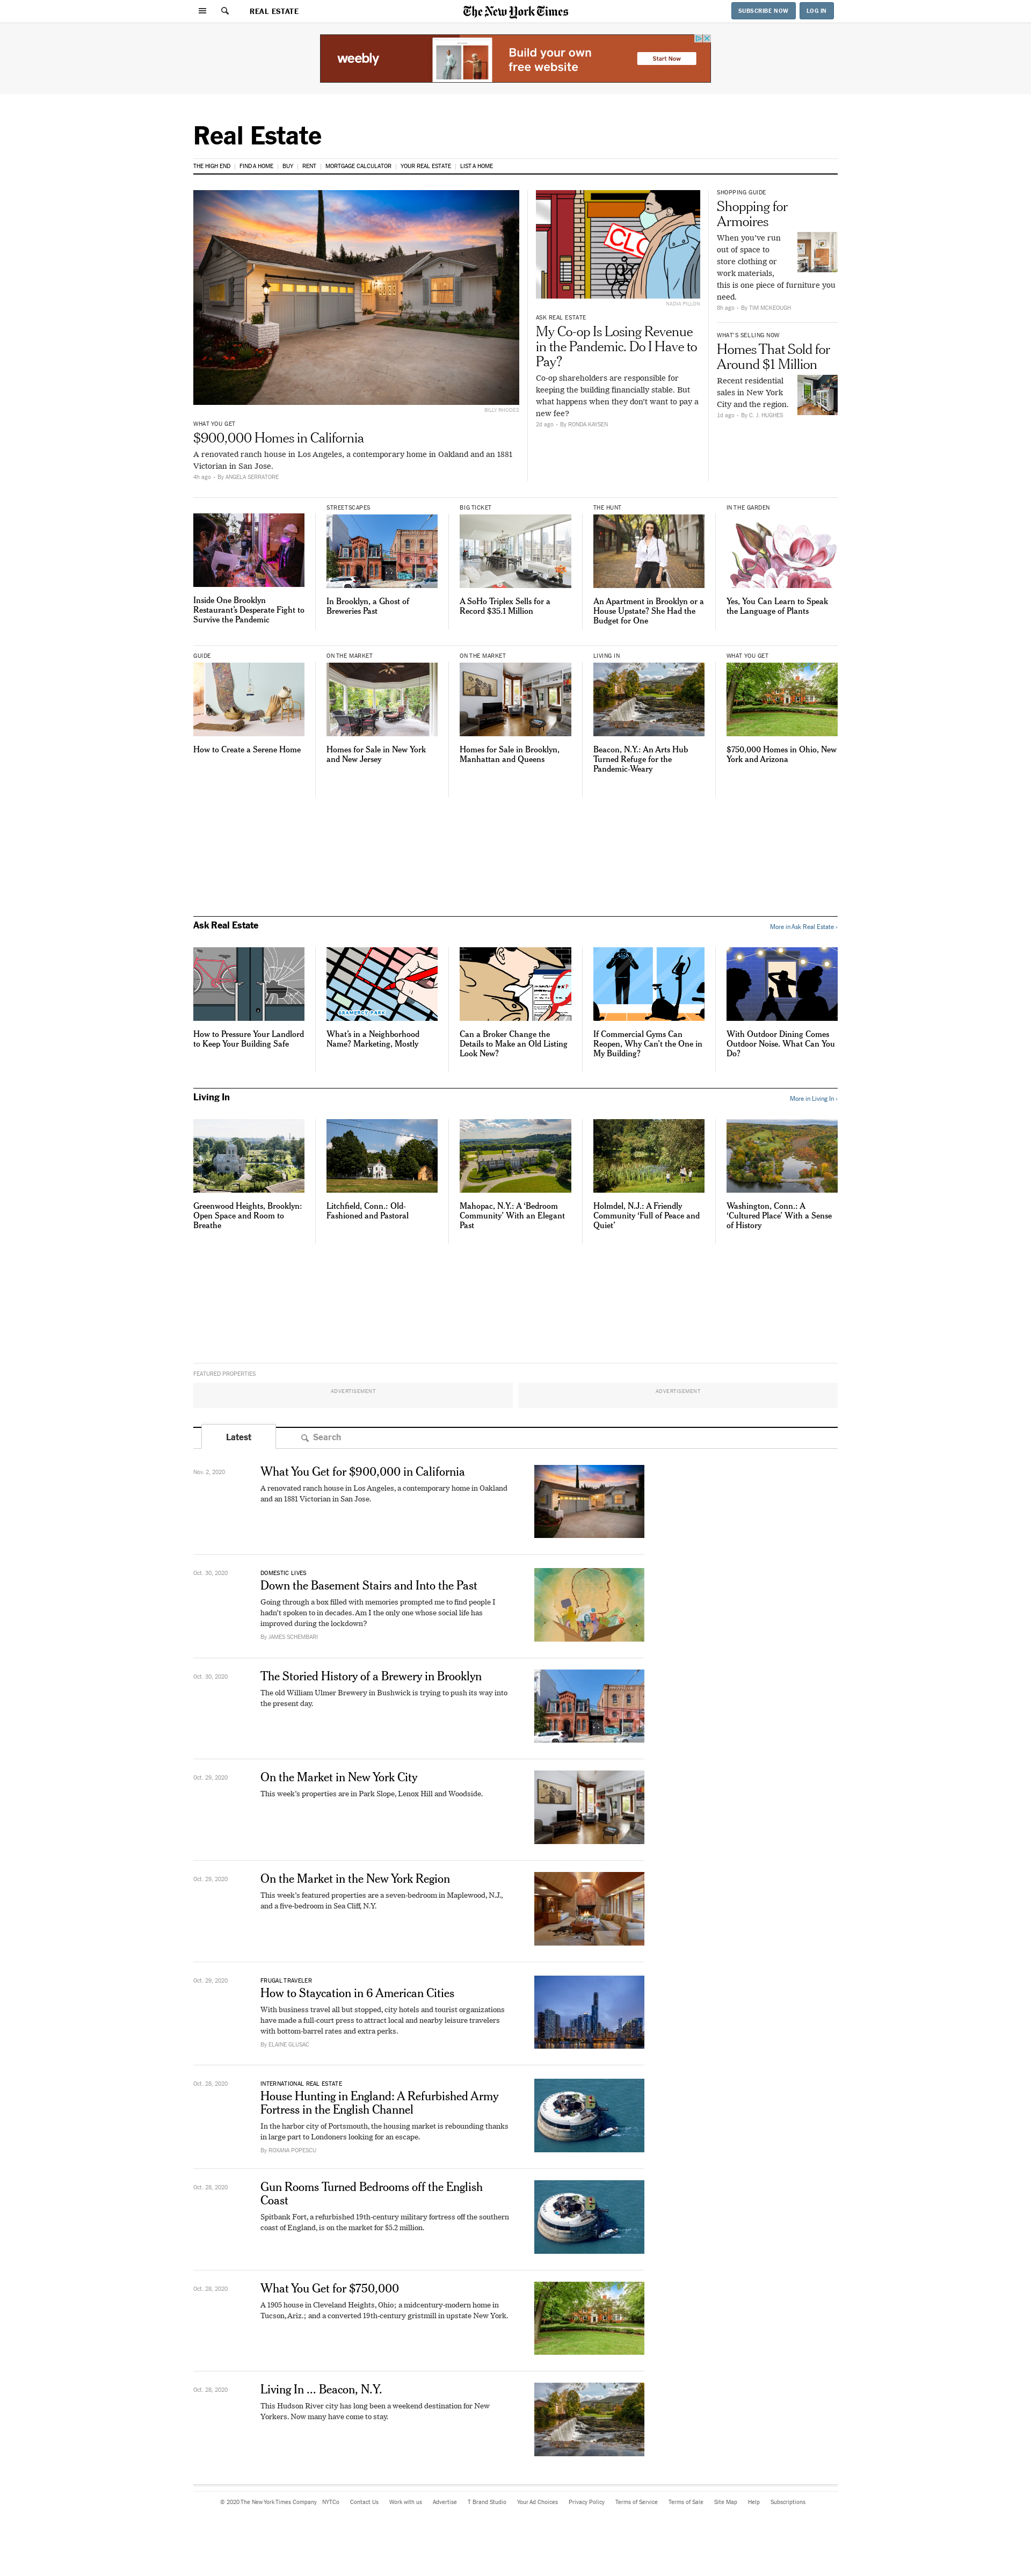 REAL ESTATE
The New York Times
SUBSCRIBE NOW
LOG IN
weebly
Build your own
free website
Start Now
Real Estate
THE HIGH END | FIND A HOME | BUY | RENT | MORTGAGE CALCULATOR | YOUR REAL ESTATE | LIST A HOME
BILLY RHODES
WHAT YOU GET
$900,000 Homes in California
A renovated ranch house in Los Angeles, a contemporary home in Oakland and an 1881
Victorian in San Jose.
4h ago - By ANGELA SERRATORE
CLO
NADIA PILLON
ASK REAL ESTATE
My Co-op Is Losing Revenue
in the Pandemic. Do I Have to
Pay?
Co-op shareholders are responsible for
keeping the building financially stable. But
what happens when they don't want to pay a
new fee?
2d ago - By RONDA KAYSEN
SHOPPING GUIDE
Shopping for
Armoires
When you've run
out of space to
store clothing or
work materials,
this is one piece of furniture you
need.
8h ago - By TIM MCKEOUGH
WHAT'S SELLING NOW
Homes That Sold for
Around $1 Million
Recent residential
sales in New York
City and the region.
1d ago - By C. J. HUGHES
Inside One Brooklyn
Restaurant's Desperate Fight to
Survive the Pandemic
STREETSCAPES
In Brooklyn, a Ghost of
Breweries Past
BIG TICKET
A SoHo Triplex Sells for a
Record $35.1 Million
THE HUNT
An Apartment in Brooklyn or a
House Upstate? She Had the
Budget for One
IN THE GARDEN
Yes, You Can Learn to Speak
the Language of Plants
GUIDE
How to Create a Serene Home
ON THE MARKET
Homes for Sale in New York
and New Jersey
ON THE MARKET
Homes for Sale in Brooklyn,
Manhattan and Queens
LIVING IN
Beacon, N.Y.: An Arts Hub
Turned Refuge for the
Pandemic-Weary
WHAT YOU GET
$750,000 Homes in Ohio, New
York and Arizona
Ask Real Estate
More in Ask Real Estate ›
How to Pressure Your Landlord
to Keep Your Building Safe
GRAMERCY PARK
What's in a Neighborhood
Name? Marketing, Mostly
Can a Broker Change the
Details to Make an Old Listing
Look New?
If Commercial Gyms Can
Reopen, Why Can't the One in
My Building?
With Outdoor Dining Comes
Outdoor Noise. What Can You
Do?
Living In
More in Living In ›
Greenwood Heights, Brooklyn:
Open Space and Room to
Breathe
Litchfield, Conn.: Old-
Fashioned and Pastoral
Mahopac, N.Y.: A ‘Bedroom
Community’ With an Elegant
Past
Holmdel, N.J.: A Friendly
Community ‘Full of Peace and
Quiet’
Washington, Conn.: A
‘Cultured Place’ With a Sense
of History
FEATURED PROPERTIES
ADVERTISEMENT
ADVERTISEMENT
Latest
Search
Nov. 2, 2020
What You Get for $900,000 in California
A renovated ranch house in Los Angeles, a contemporary home in Oakland
and an 1881 Victorian in San Jose.
Oct. 30, 2020
DOMESTIC LIVES
Down the Basement Stairs and Into the Past
Going through a box filled with memories prompted me to find people I
hadn't spoken to in decades. Am I the only one whose social life has
improved during the lockdown?
By JAMES SCHEMBARI
Oct. 30, 2020
The Storied History of a Brewery in Brooklyn
The old William Ulmer Brewery in Bushwick is trying to push its way into
the present day.
Oct. 29, 2020
On the Market in New York City
This week's properties are in Park Slope, Lenox Hill and Woodside.
Oct. 29, 2020
On the Market in the New York Region
This week's featured properties are a seven-bedroom in Maplewood, N.J.,
and a five-bedroom in Sea Cliff, N.Y.
Oct. 29, 2020
FRUGAL TRAVELER
How to Staycation in 6 American Cities
With business travel all but stopped, city hotels and tourist organizations
have made a full-court press to attract local and nearby leisure travelers
with bottom-barrel rates and extra perks.
By ELAINE GLUSAC
Oct. 28, 2020
INTERNATIONAL REAL ESTATE
House Hunting in England: A Refurbished Army
Fortress in the English Channel
In the harbor city of Portsmouth, the housing market is rebounding thanks
in large part to Londoners looking for an escape.
By ROXANA POPESCU
Oct. 28, 2020
Gun Rooms Turned Bedrooms off the English
Coast
Spitbank Fort, a refurbished 19th-century military fortress off the southern
coast of England, is on the market for $5.2 million.
Oct. 28, 2020
What You Get for $750,000
A 1905 house in Cleveland Heights, Ohio; a midcentury-modern home in
Tucson, Ariz.; and a converted 19th-century gristmill in upstate New York.
Oct. 28, 2020
Living In ... Beacon, N.Y.
This Hudson River city has long been a weekend destination for New
Yorkers. Now many have come to stay.
© 2020 The New York Times Company NYTCo Contact Us Work with us Advertise T Brand Studio Your Ad Choices Privacy Policy Terms of Service Terms of Sale Site Map Help Subscriptions